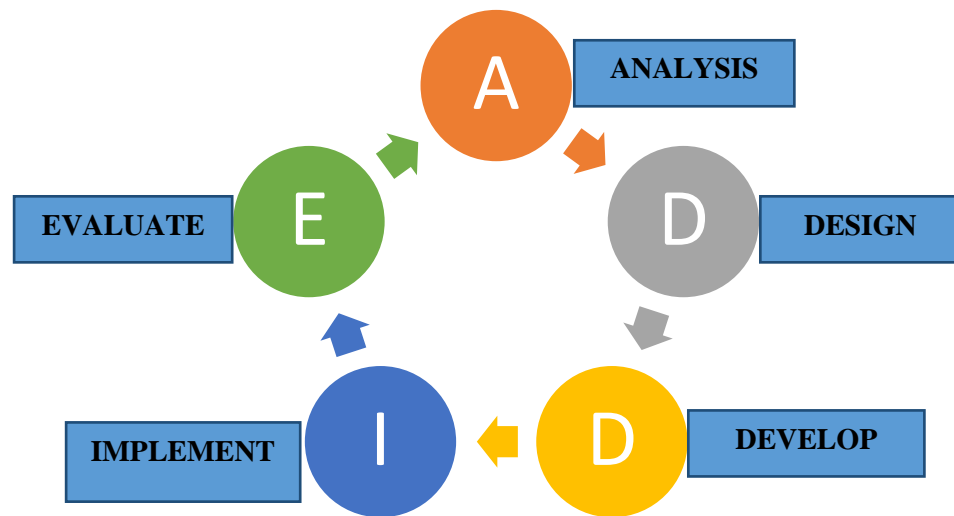 A
ANALYSIS
D
DESIGN
D
DEVELOP
I
IMPLEMENT
E
EVALUATE